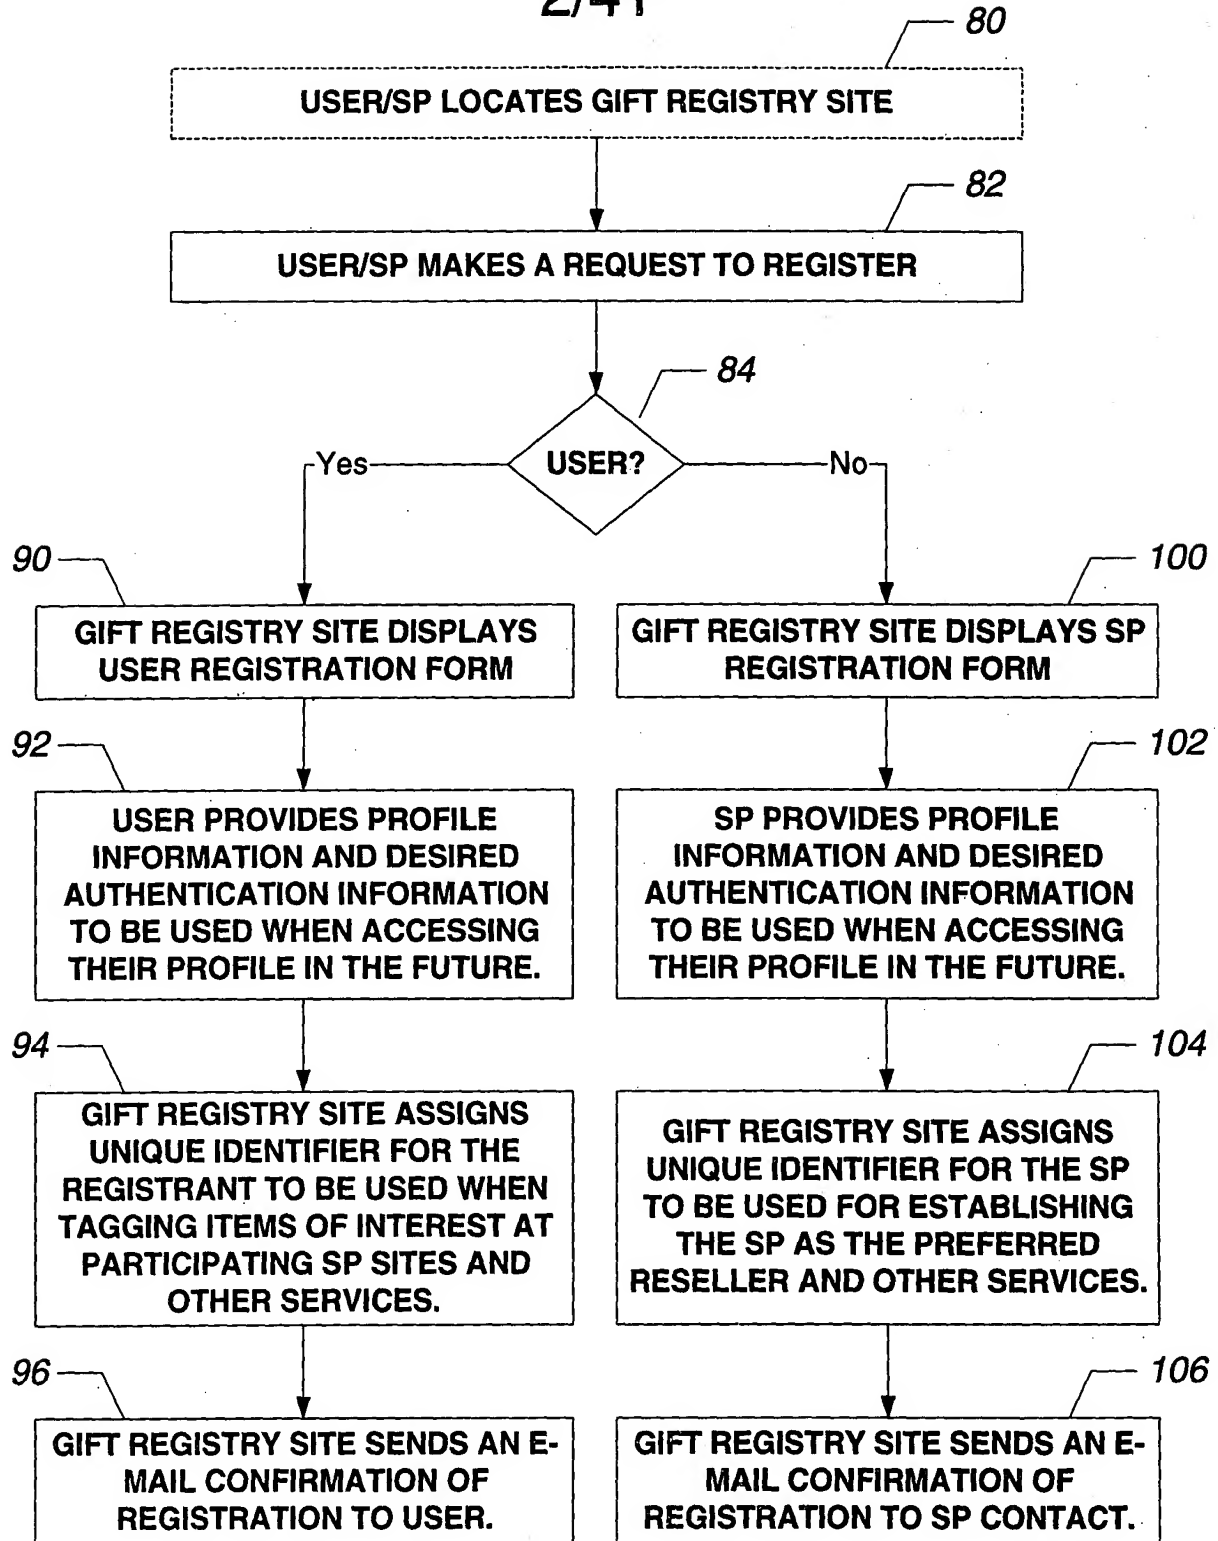 80
USER/SP LOCATES GIFT REGISTRY SITE
82
USER/SP MAKES A REQUEST TO REGISTER
84
USER?
Yes
No
90
GIFT REGISTRY SITE DISPLAYS
USER REGISTRATION FORM
100
GIFT REGISTRY SITE DISPLAYS SP
REGISTRATION FORM
92
USER PROVIDES PROFILE
INFORMATION AND DESIRED
AUTHENTICATION INFORMATION
TO BE USED WHEN ACCESSING
THEIR PROFILE IN THE FUTURE.
102
SP PROVIDES PROFILE
INFORMATION AND DESIRED
AUTHENTICATION INFORMATION
TO BE USED WHEN ACCESSING
THEIR PROFILE IN THE FUTURE.
94
GIFT REGISTRY SITE ASSIGNS
UNIQUE IDENTIFIER FOR THE
REGISTRANT TO BE USED WHEN
TAGGING ITEMS OF INTEREST AT
PARTICIPATING SP SITES AND
OTHER SERVICES.
104
GIFT REGISTRY SITE ASSIGNS
UNIQUE IDENTIFIER FOR THE SP
TO BE USED FOR ESTABLISHING
THE SP AS THE PREFERRED
RESELLER AND OTHER SERVICES.
96
GIFT REGISTRY SITE SENDS AN E-
MAIL CONFIRMATION OF
REGISTRATION TO USER.
106
GIFT REGISTRY SITE SENDS AN E-
MAIL CONFIRMATION OF
REGISTRATION TO SP CONTACT.